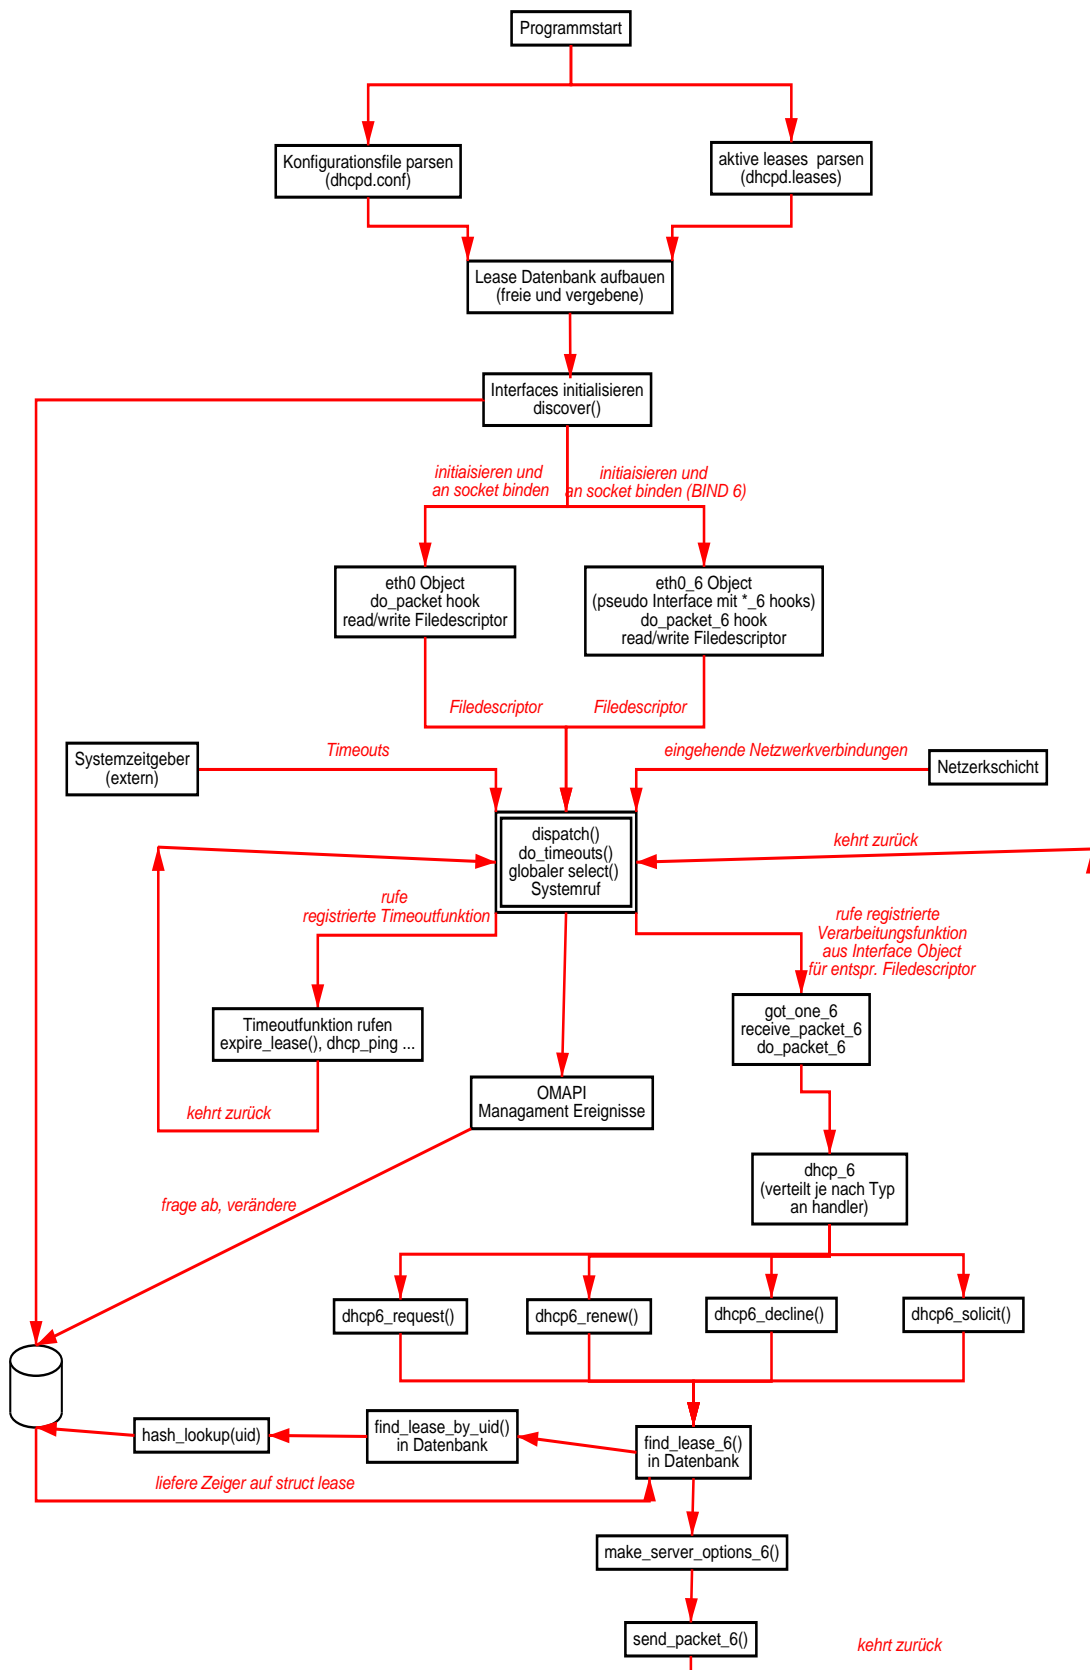 Programmstart
Konfigurationsfile parsen
(dhcpd.conf)
aktive leases  parsen
(dhcpd.leases)
Lease Datenbank aufbauen
(freie und vergebene)
Interfaces initialisieren
discover()
initiaisieren und
an socket binden
initiaisieren und
an socket binden (BIND 6)
eth0 Object
do_packet hook
read/write Filedescriptor
eth0_6 Object
(pseudo Interface mit *_6 hooks)
do_packet_6 hook
read/write Filedescriptor
Filedescriptor
Filedescriptor
Systemzeitgeber
(extern)
Timeouts
eingehende Netzwerkverbindungen
Netzerkschicht
dispatch()
do_timeouts()
globaler select()
Systemruf
kehrt zurück
rufe
registrierte Timeoutfunktion
rufe registrierte
Verarbeitungsfunktion
aus Interface Object
für entspr. Filedescriptor
Timeoutfunktion rufen
expire_lease(), dhcp_ping ...
got_one_6
receive_packet_6
do_packet_6
kehrt zurück
OMAPI
Managament Ereignisse
dhcp_6
(verteilt je nach Typ
an handler)
frage ab, verändere
dhcp6_request()
dhcp6_renew()
dhcp6_decline()
dhcp6_solicit()
hash_lookup(uid)
find_lease_by_uid()
in Datenbank
find_lease_6()
in Datenbank
liefere Zeiger auf struct lease
make_server_options_6()
send_packet_6()
kehrt zurück